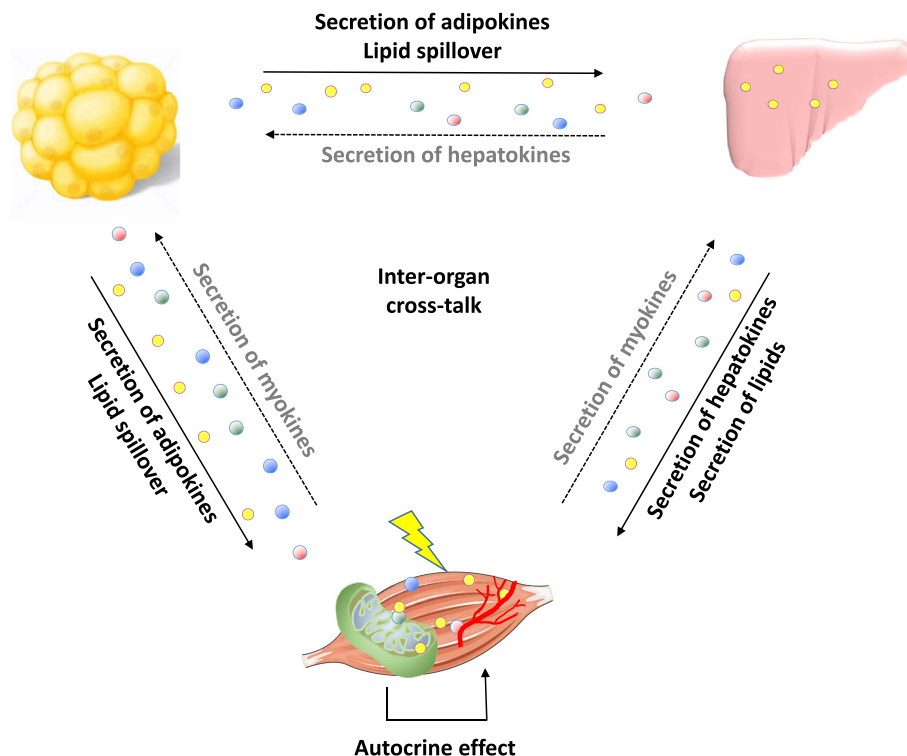 Secretion of adipokines
Lipid spillover
Secretion of hepatokines
Inter-organ
cross-talk
Secretion of adipokines
Lipid spillover
Secretion of myokines
Secretion of myokines
Secretion of hepatokines
Secretion of lipids
Autocrine effect